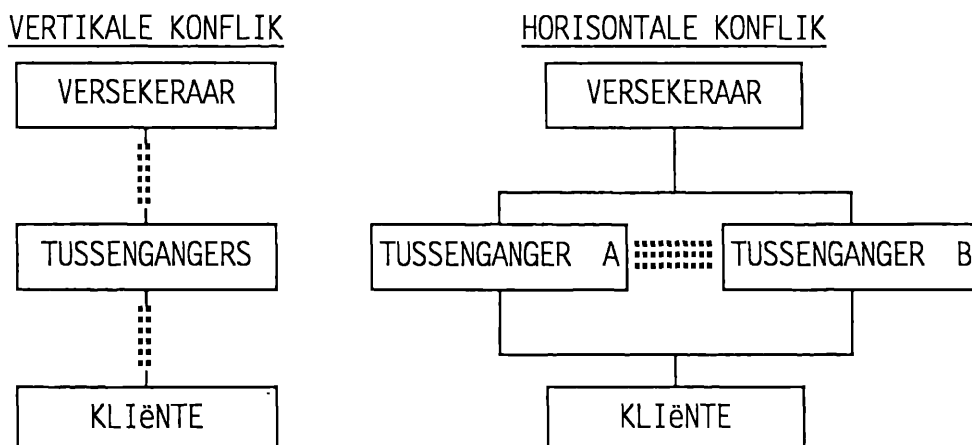 VERTIKALE KONFLIK
VERSEKERAAR
TUSSENGANGERS
KLIëNTE
HORISONTALE KONFLIK
VERSEKERAAR
TUSSENGANGER A
TUSSENGANGER B
KLIëNTE